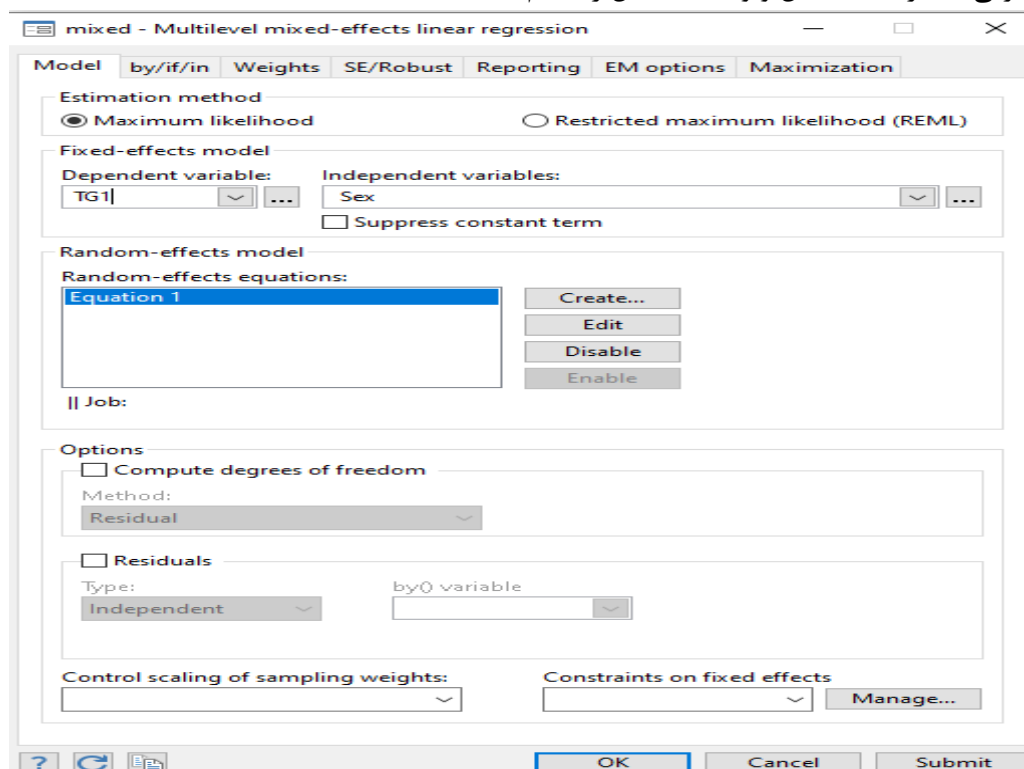 mixed - Multilevel mixed-effects linear regression
Model by/if/in Weights SE/Robust Reporting EM options Maximization
Estimation method
Maximum likelihood Restricted maximum likelihood (REML)
Fixed-effects model
Dependent variable: Independent variables:
TG1 ... Sex ...
Suppress constant term
Random-effects model
Random-effects equations:
Equation 1 Create...
Edit
Disable
Enable
|| Job:
Options
Compute degrees of freedom
Method:
Residual
Residuals
Type: by() variable
Independent
Control scaling of sampling weights: Constraints on fixed effects
Manage...
? OK Cancel Submit